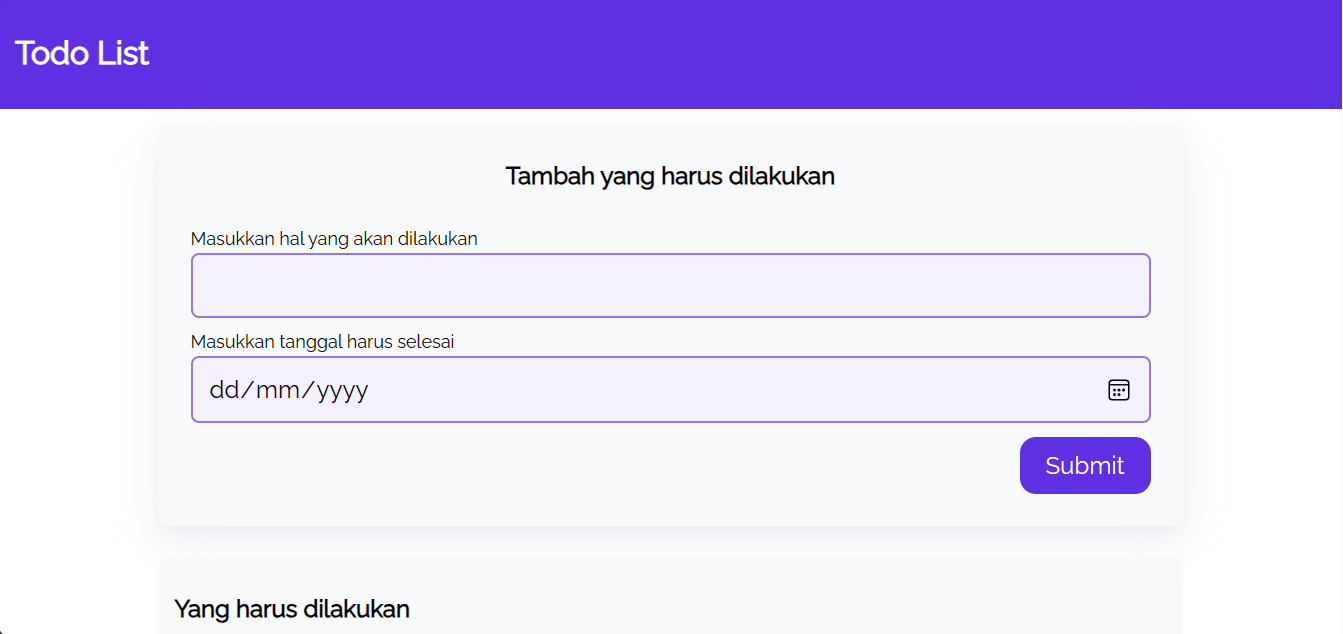 Todo List
Tambah yang harus dilakukan
Masukkan hal yang akan dilakukan
Masukkan tanggal harus selesai
dd/mm/yyyy
Submit
Yang harus dilakukan